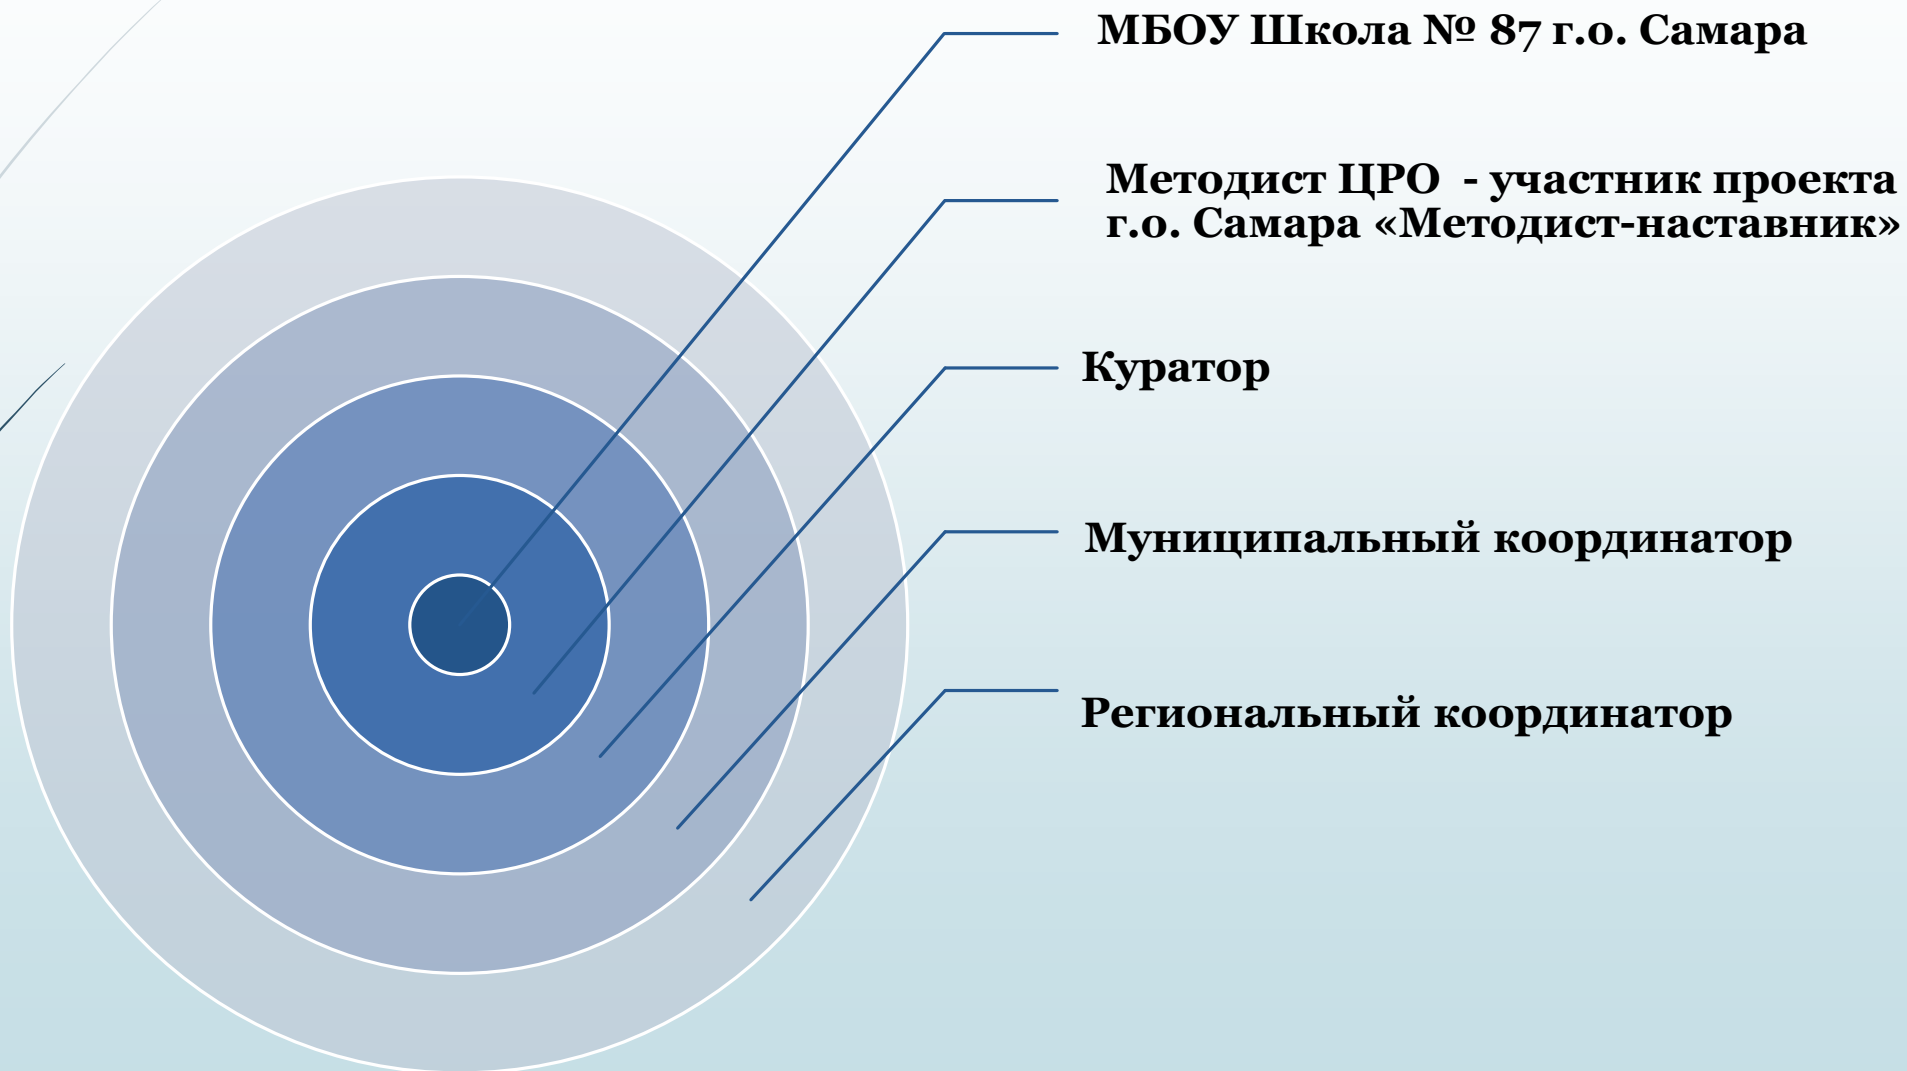 МБОУ Школа № 87 г.о. Самара
Методист ЦРО - участник проекта
г.о. Самара «Методист-наставник»
Куратор
Муниципальный координатор
Региональный координатор